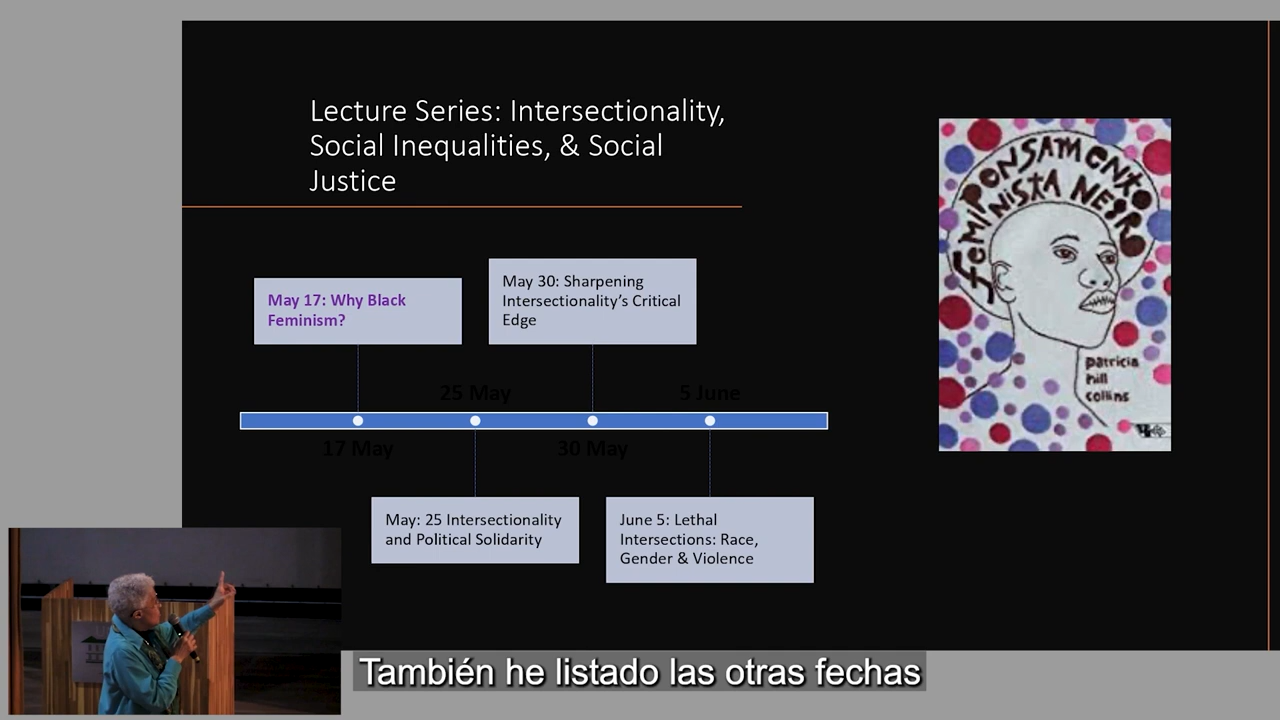 Lecture Series: Intersectionality,
Social Inequalities, & Social
Justice
May 17: Why Black
Feminism?
May 30: Sharpening
Intersectionality’s Critical
Edge
25 May
5 June
17 May
30 May
May: 25 Intersectionality
and Political Solidarity
June 5: Lethal
Intersections: Race,
Gender & Violence
PONSAMENTO
femiNISTA NEGRO
patricia
hill
collins
También he listado las otras fechas